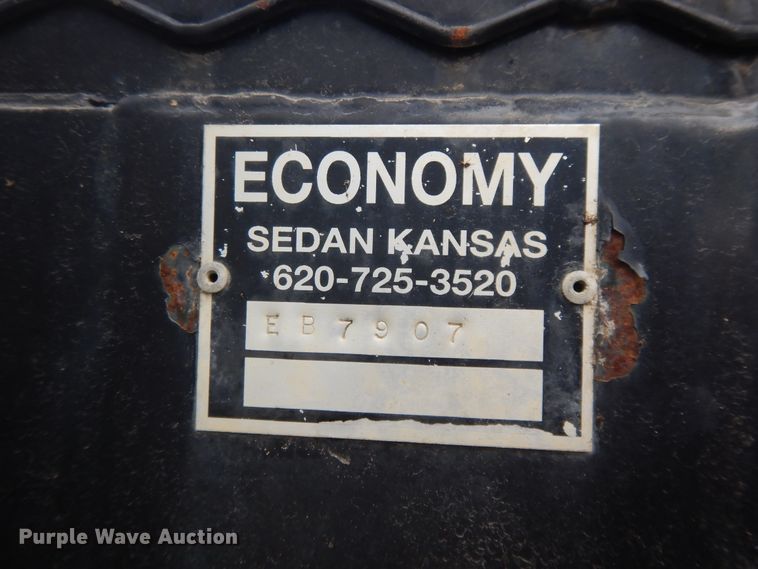 ECONOMY
SEDAN KANSAS
620-725-3520
EB7907
Purple Wave Auction®